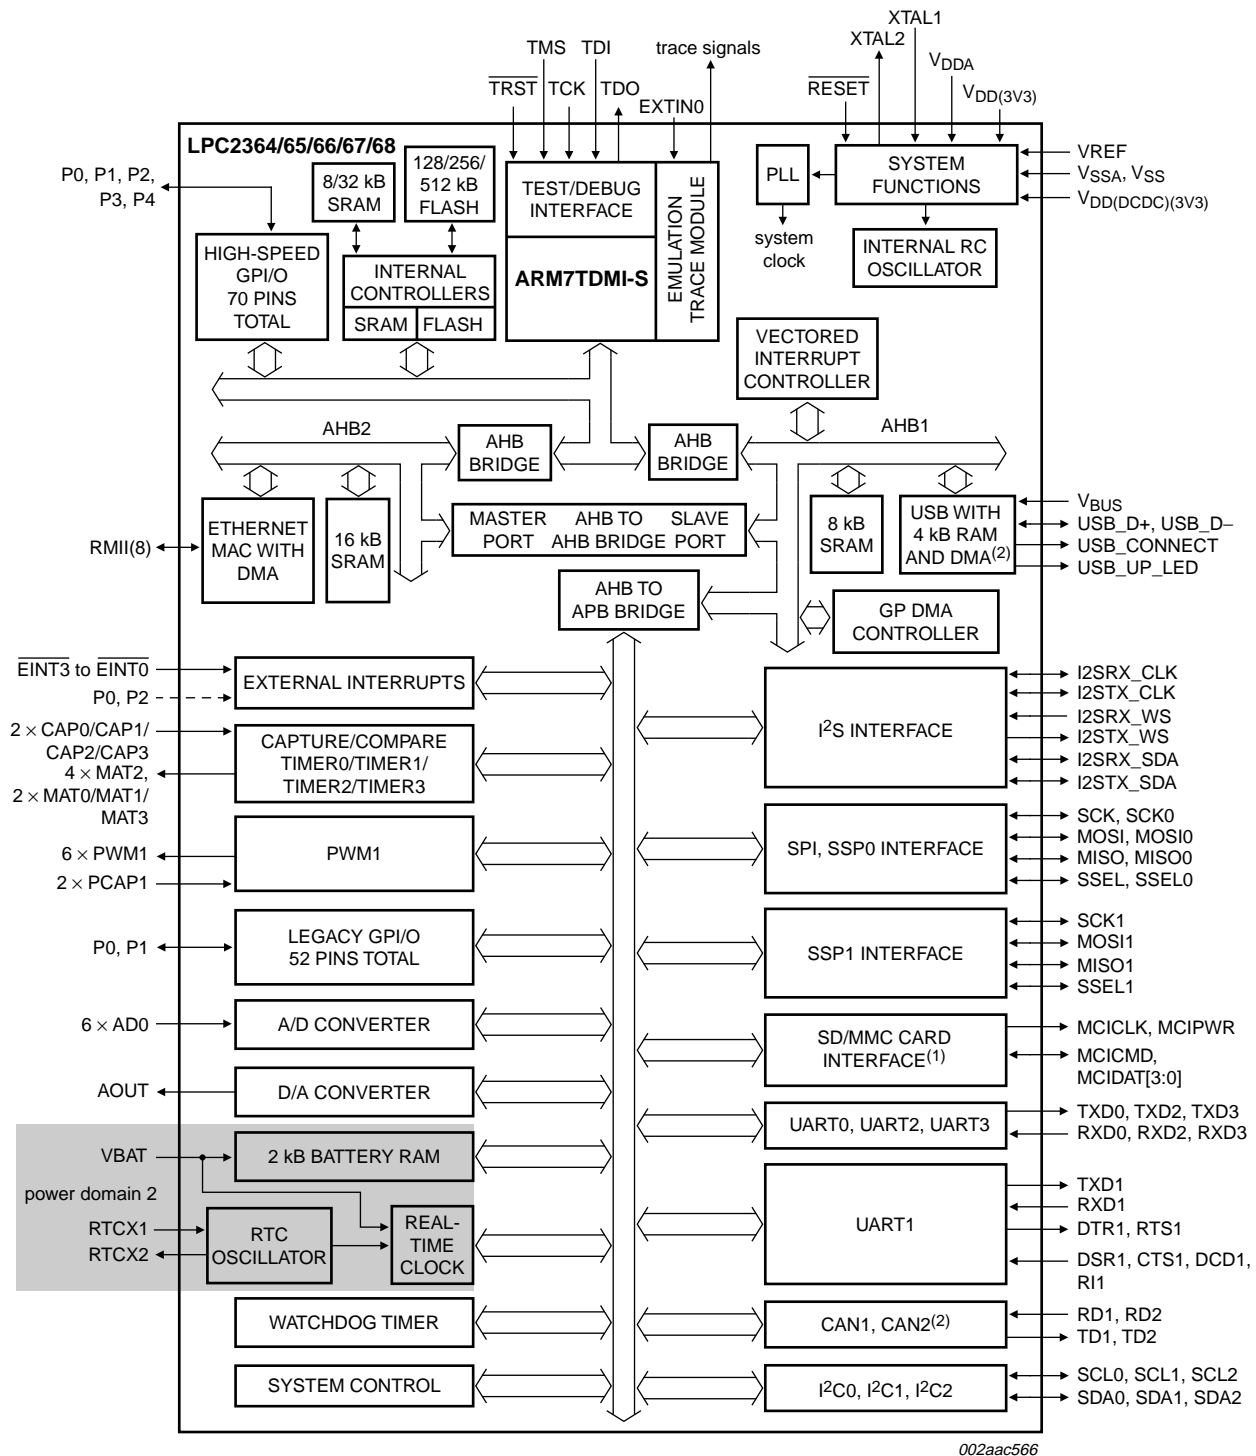 XTAL1
XTAL2
TMS
TDI
trace signals
VDDA
TRST
TCK
TDO
RESET
VDD(3V3)
EXTIN0
LPC2364/65/66/67/68
P0, P1, P2,
P3, P4
8/32 kB
SRAM
128/256/
512 kB
FLASH
TEST/DEBUG
INTERFACE
EMULATION
TRACE MODULE
PLL
SYSTEM
FUNCTIONS
VREF
VSSA, VSS
VDD(DCDC)(3V3)
system
clock
INTERNAL RC
OSCILLATOR
HIGH-SPEED
GPI/O
70 PINS
TOTAL
INTERNAL
CONTROLLERS
SRAM
FLASH
ARM7TDMI-S
VECTORED
INTERRUPT
CONTROLLER
AHB2
AHB
BRIDGE
AHB
BRIDGE
AHB1
ETHERNET
MAC WITH
DMA
16 kB
SRAM
MASTER
PORT
AHB TO
AHB BRIDGE
SLAVE
PORT
8 kB
SRAM
USB WITH
4 kB RAM
AND DMA(2)
VBUS
USB_D+, USB_D−
USB_CONNECT
USB_UP_LED
RMII(8)
AHB TO
APB BRIDGE
GP DMA
CONTROLLER
EINT3 to EINT0
P0, P2
EXTERNAL INTERRUPTS
I2S INTERFACE
I2SRX_CLK
I2STX_CLK
I2SRX_WS
I2STX_WS
I2SRX_SDA
I2STX_SDA
2 × CAP0/CAP1/
CAP2/CAP3
4 × MAT2,
2 × MAT0/MAT1/
MAT3
CAPTURE/COMPARE
TIMER0/TIMER1/
TIMER2/TIMER3
6 × PWM1
2 × PCAP1
PWM1
SPI, SSP0 INTERFACE
SCK, SCK0
MOSI, MOSI0
MISO, MISO0
SSEL, SSEL0
P0, P1
LEGACY GPI/O
52 PINS TOTAL
SSP1 INTERFACE
SCK1
MOSI1
MISO1
SSEL1
6 × AD0
A/D CONVERTER
SD/MMC CARD
INTERFACE(1)
MCICLK, MCIPWR
MCICMD,
MCIDAT[3:0]
AOUT
D/A CONVERTER
UART0, UART2, UART3
TXD0, TXD2, TXD3
RXD0, RXD2, RXD3
VBAT
2 kB BATTERY RAM
power domain 2
RTCX1
RTCX2
RTC
OSCILLATOR
REAL-
TIME
CLOCK
UART1
TXD1
RXD1
DTR1, RTS1
DSR1, CTS1, DCD1,
RI1
WATCHDOG TIMER
CAN1, CAN2(2)
RD1, RD2
TD1, TD2
SYSTEM CONTROL
I2C0, I2C1, I2C2
SCL0, SCL1, SCL2
SDA0, SDA1, SDA2
002aac566